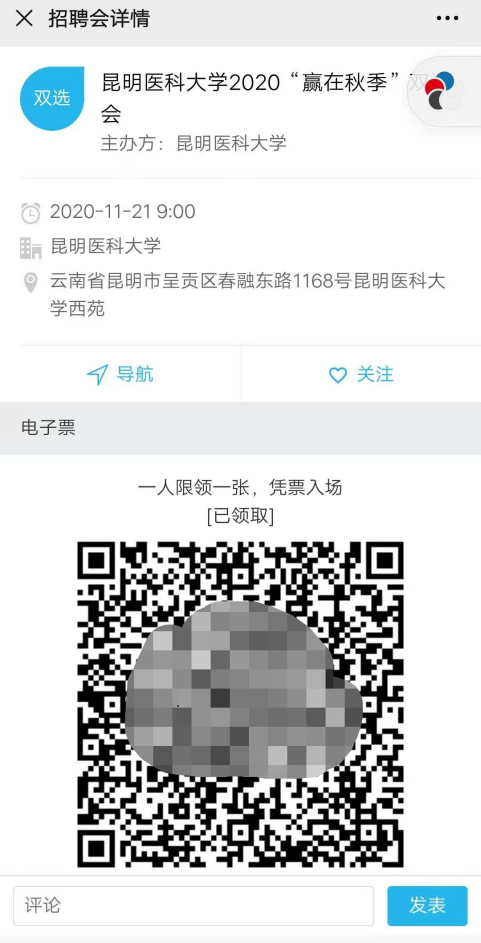 招聘会详情
双选
昆明医科大学2020“赢在秋季”双选
会
主办方：昆明医科大学
2020-11-21 9:00
昆明医科大学
云南省昆明市呈贡区春融东路1168号昆明医科大
学西苑
导航
关注
电子票
一人限领一张，凭票入场
[已领取]
评论
发表